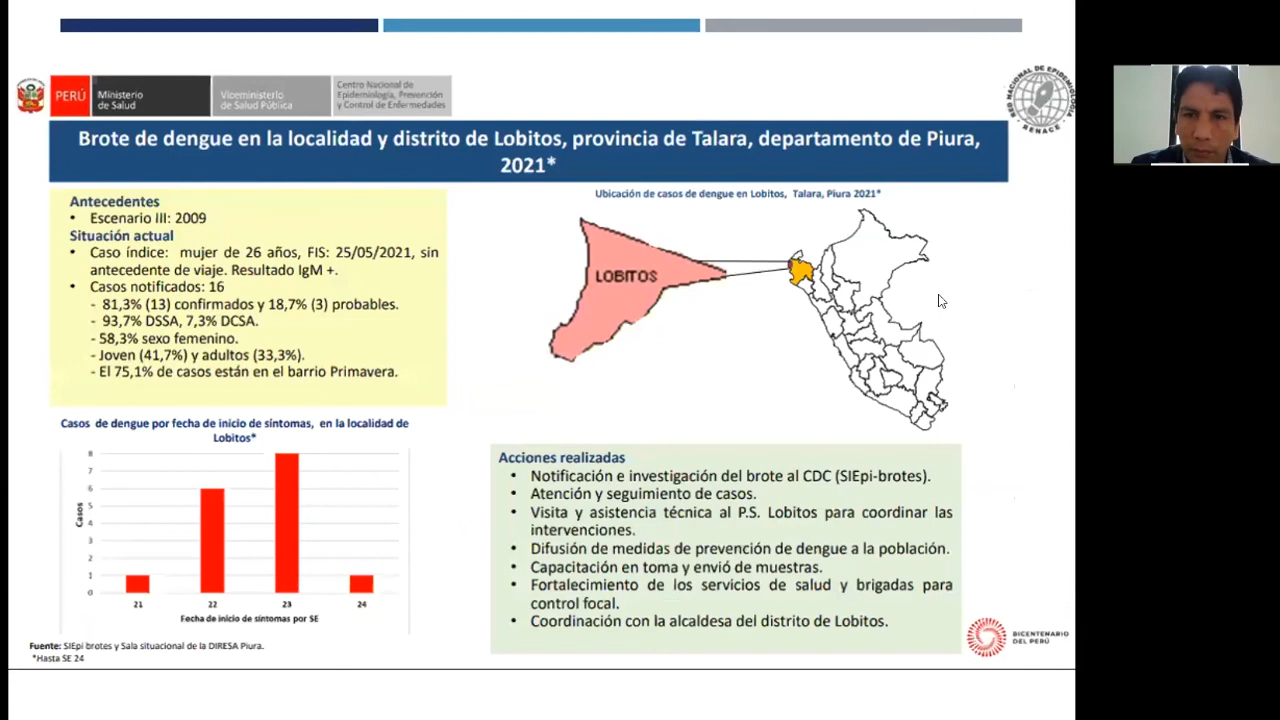 PERÚ
Ministerio
de Salud
Viceministerio
de Salud Pública
Centro Nacional de
Epidemiología, Prevención
y Control de Enfermedades
RED NACIONAL DE EPIDEMIOLOGÍA
RENACE
Brote de dengue en la localidad y distrito de Lobitos, provincia de Talara, departamento de Piura,
2021*
Antecedentes
• Escenario III: 2009
Situación actual
• Caso índice: mujer de 26 años, FIS: 25/05/2021, sin
antecedente de viaje. Resultado IgM +.
• Casos notificados: 16
- 81,3% (13) confirmados y 18,7% (3) probables.
- 93,7% DSSA, 7,3% DCSA.
- 58,3% sexo femenino.
- Joven (41,7%) y adultos (33,3%).
- El 75,1% de casos están en el barrio Primavera.
Ubicación de casos de dengue en Lobitos, Talara, Piura 2021*
LOBITOS
Casos de dengue por fecha de inicio de síntomas, en la localidad de
Lobitos*
8
7
6
5
4
3
2
1
0
Casos
21 22 23 24
Fecha de inicio de síntomas por SE
Fuente: SIEpi brotes y Sala situacional de la DIRESA Piura.
*Hasta SE 24
Acciones realizadas
• Notificación e investigación del brote al CDC (SIEpi-brotes).
• Atención y seguimiento de casos.
• Visita y asistencia técnica al P.S. Lobitos para coordinar las
intervenciones.
• Difusión de medidas de prevención de dengue a la población.
• Capacitación en toma y envió de muestras.
• Fortalecimiento de los servicios de salud y brigadas para
control focal.
• Coordinación con la alcaldesa del distrito de Lobitos.
BICENTENARIO
DEL PERÚ